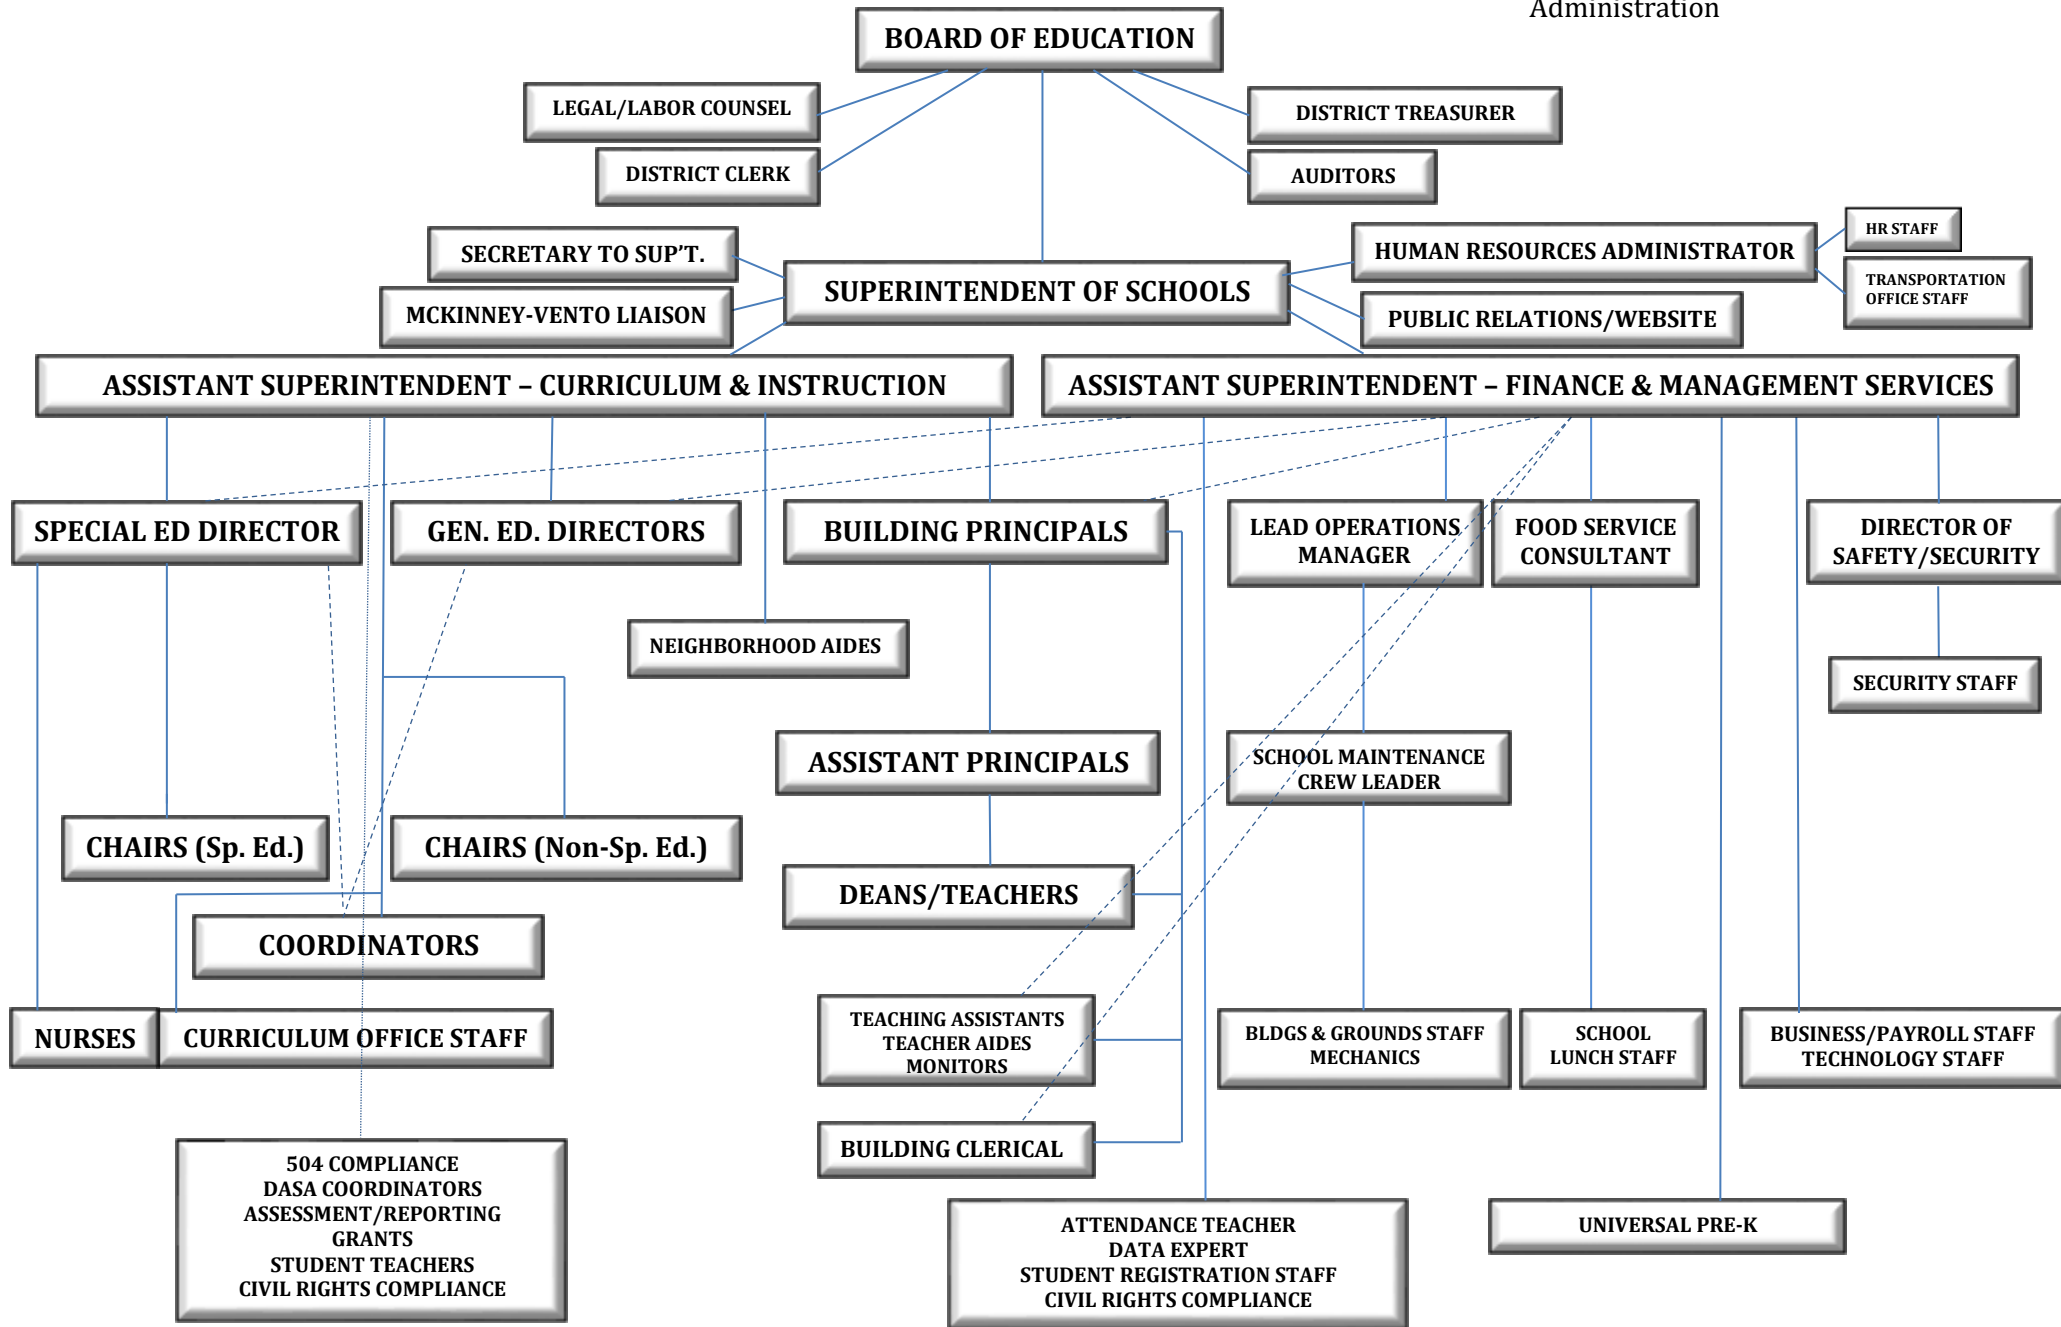 Administration
BOARD OF EDUCATION
LEGAL/LABOR COUNSEL
DISTRICT TREASURER
DISTRICT CLERK
AUDITORS
SECRETARY TO SUP’T.
HUMAN RESOURCES ADMINISTRATOR
HR STAFF
TRANSPORTATION
OFFICE STAFF
SUPERINTENDENT OF SCHOOLS
MCKINNEY-VENTO LIAISON
PUBLIC RELATIONS/WEBSITE
ASSISTANT SUPERINTENDENT – CURRICULUM & INSTRUCTION
ASSISTANT SUPERINTENDENT – FINANCE & MANAGEMENT SERVICES
SPECIAL ED DIRECTOR
GEN. ED. DIRECTORS
BUILDING PRINCIPALS
LEAD OPERATIONS
MANAGER
FOOD SERVICE
CONSULTANT
DIRECTOR OF
SAFETY/SECURITY
NEIGHBORHOOD AIDES
SECURITY STAFF
ASSISTANT PRINCIPALS
SCHOOL MAINTENANCE
CREW LEADER
CHAIRS (Sp. Ed.)
CHAIRS (Non-Sp. Ed.)
DEANS/TEACHERS
COORDINATORS
NURSES
CURRICULUM OFFICE STAFF
TEACHING ASSISTANTS
TEACHER AIDES
MONITORS
BLDGS & GROUNDS STAFF
MECHANICS
SCHOOL
LUNCH STAFF
BUSINESS/PAYROLL STAFF
TECHNOLOGY STAFF
BUILDING CLERICAL
504 COMPLIANCE
DASA COORDINATORS
ASSESSMENT/REPORTING
GRANTS
STUDENT TEACHERS
CIVIL RIGHTS COMPLIANCE
ATTENDANCE TEACHER
DATA EXPERT
STUDENT REGISTRATION STAFF
CIVIL RIGHTS COMPLIANCE
UNIVERSAL PRE-K